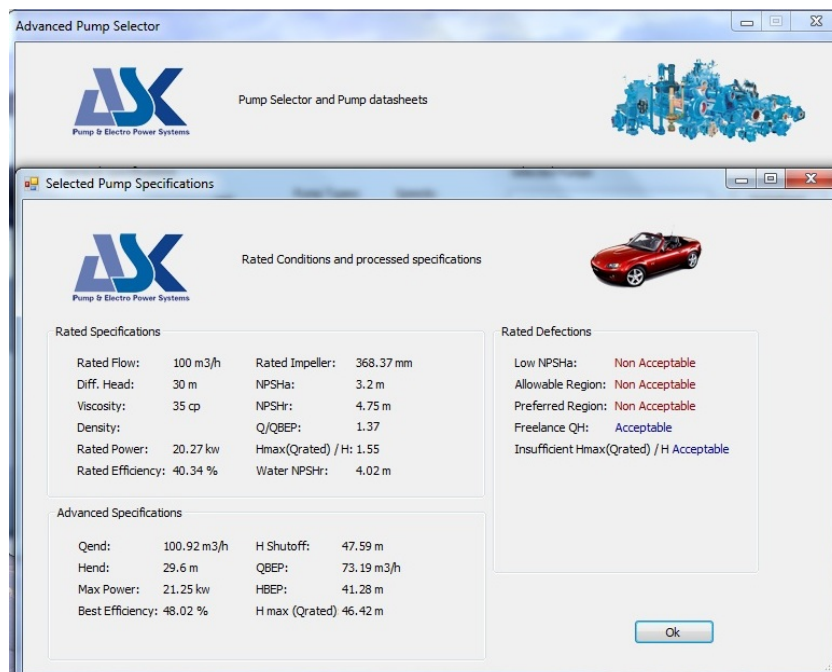 Advanced Pump Selector
ASK
Pump & Electro Power Systems
Pump Selector and Pump datasheets
Selected Pump Specifications
ASK
Pump & Electro Power Systems
Rated Conditions and processed specifications
Rated Specifications
Rated Flow: 100 m3/h Rated Impeller: 368.37 mm
Diff. Head: 30 m NPSHa: 3.2 m
Viscosity: 35 cp NPSHr: 4.75 m
Density: Q/QBEP: 1.37
Rated Power: 20.27 kw Hmax(Qrated) / H: 1.55
Rated Efficiency: 40.34 % Water NPSHr: 4.02 m
Rated Defections
Low NPSHa: Non Acceptable
Allowable Region: Non Acceptable
Preferred Region: Non Acceptable
Freelance QH: Acceptable
Insufficient Hmax(Qrated) / H Acceptable
Advanced Specifications
Qend: 100.92 m3/h H Shutoff: 47.59 m
Hend: 29.6 m QBEP: 73.19 m3/h
Max Power: 21.25 kw HBEP: 41.28 m
Best Efficiency: 48.02 % H max (Qrated) 46.42 m
Ok